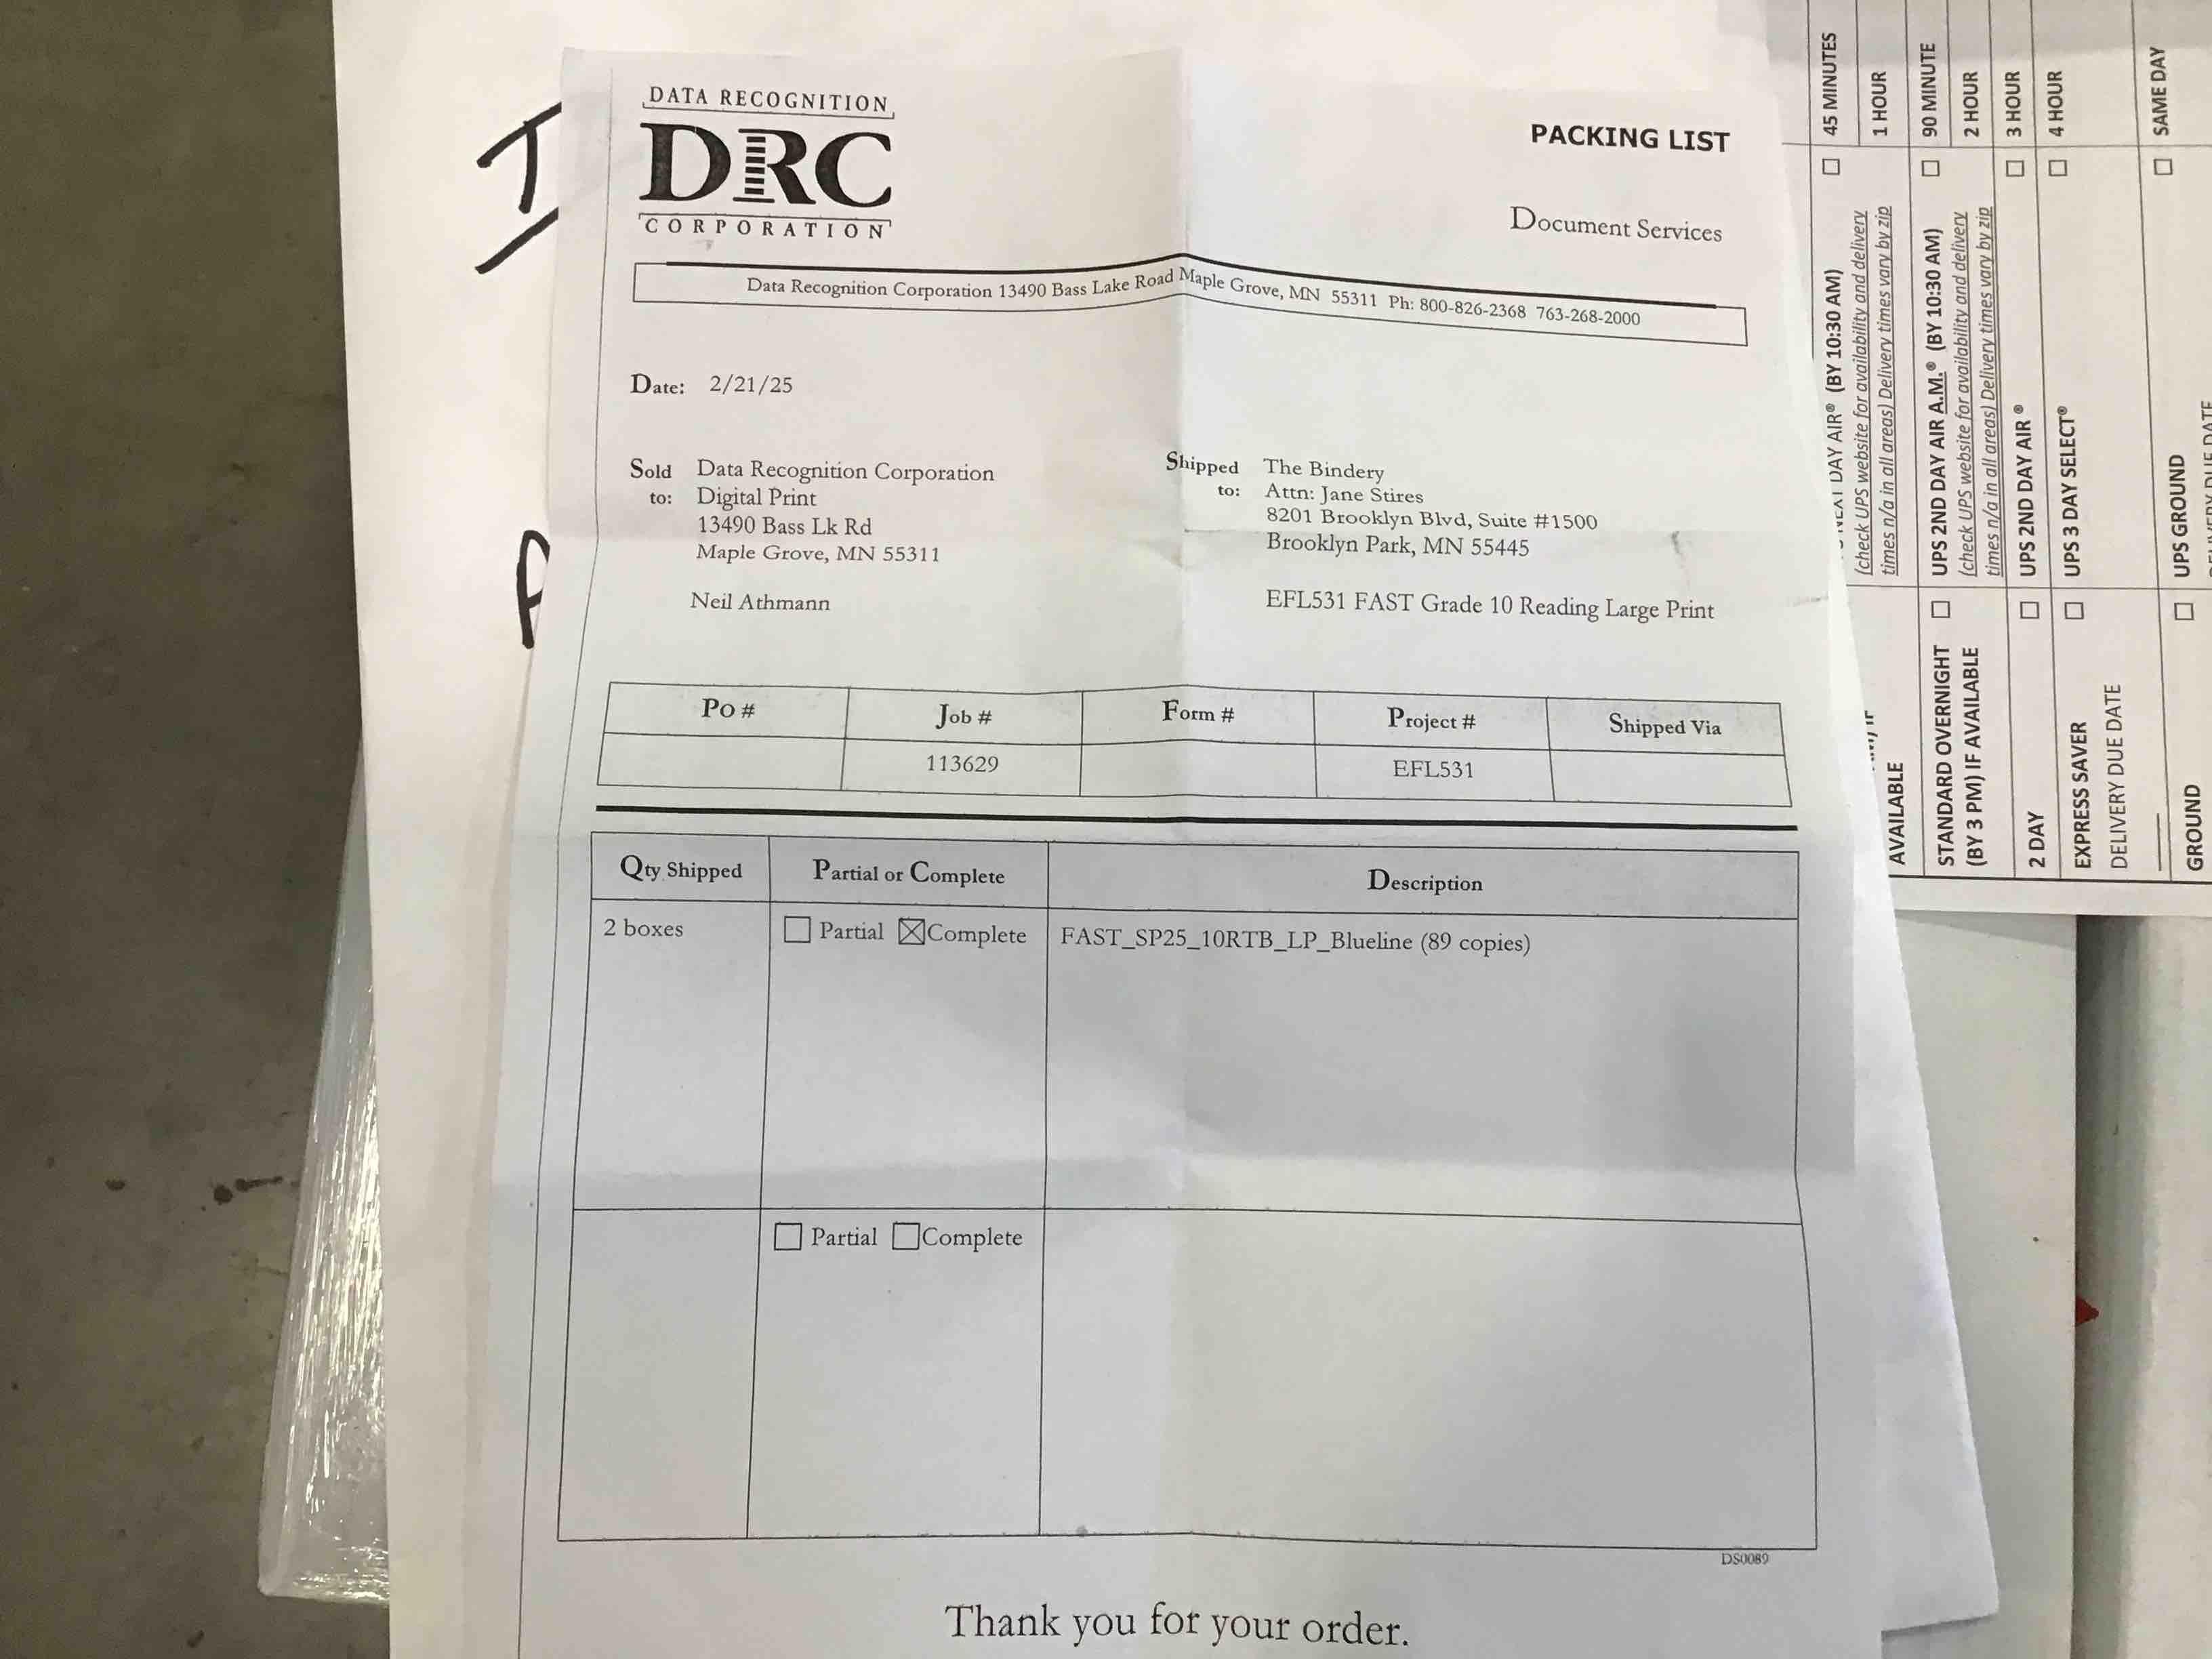 DATA RECOGNITION
DRC
CORPORATION
PACKING LIST
Document Services
Data Recognition Corporation 13490 Bass Lake Road Maple Grove, MN 55311 Ph: 800-826-2368 763-268-2000
Date: 2/21/25
Sold to:
Data Recognition Corporation
Digital Print
13490 Bass Lk Rd
Maple Grove, MN 55311
Neil Athmann
Shipped to:
The Bindery
Attn: Jane Stires
8201 Brooklyn Blvd, Suite #1500
Brooklyn Park, MN 55445
EFL531 FAST Grade 10 Reading Large Print
Po # Job # Form # Project # Shipped Via
113629 EFL531
Qty Shipped Partial or Complete Description
2 boxes Partial Complete FAST_SP25_10RTB_LP_Blueline (89 copies)
Partial Complete
DS0089
Thank you for your order.
45 MINUTES
1 HOUR
90 MINUTE
2 HOUR
3 HOUR
4 HOUR
SAME DAY
DAY AIR® (BY 10:30 AM)
(check UPS website for availability and delivery
times n/a in all areas) Delivery times vary by zip
UPS 2ND DAY AIR A.M.® (BY 10:30 AM)
(check UPS website for availability and delivery
times n/a in all areas) Delivery times vary by zip
UPS 2ND DAY AIR®
UPS 3 DAY SELECT®
UPS GROUND
AVAILABLE
STANDARD OVERNIGHT
(BY 3 PM) IF AVAILABLE
2 DAY
EXPRESS SAVER
DELIVERY DUE DATE
GROUND